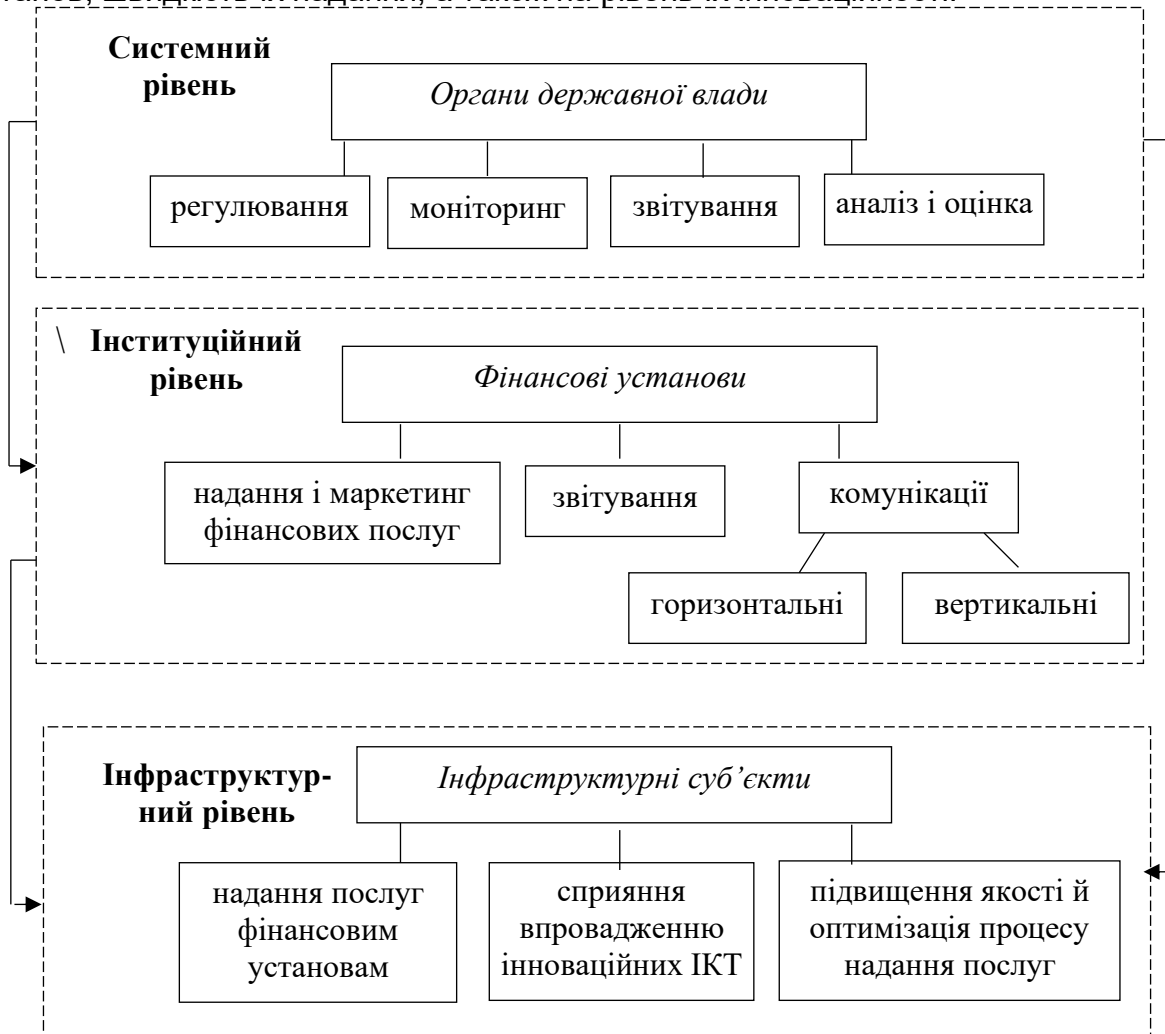 Системний
рівень
Органи державної влади
регулювання
моніторинг
звітування
аналіз і оцінка
\ Інституційний
рівень
Фінансові установи
надання і маркетинг
фінансових послуг
звітування
комунікації
горизонтальні
вертикальні
Інфраструктур-
ний рівень
Інфраструктурні суб’єкти
надання послуг
фінансовим
установам
сприяння
впровадженню
інноваційних ІКТ
підвищення якості й
оптимізація процесу
надання послуг